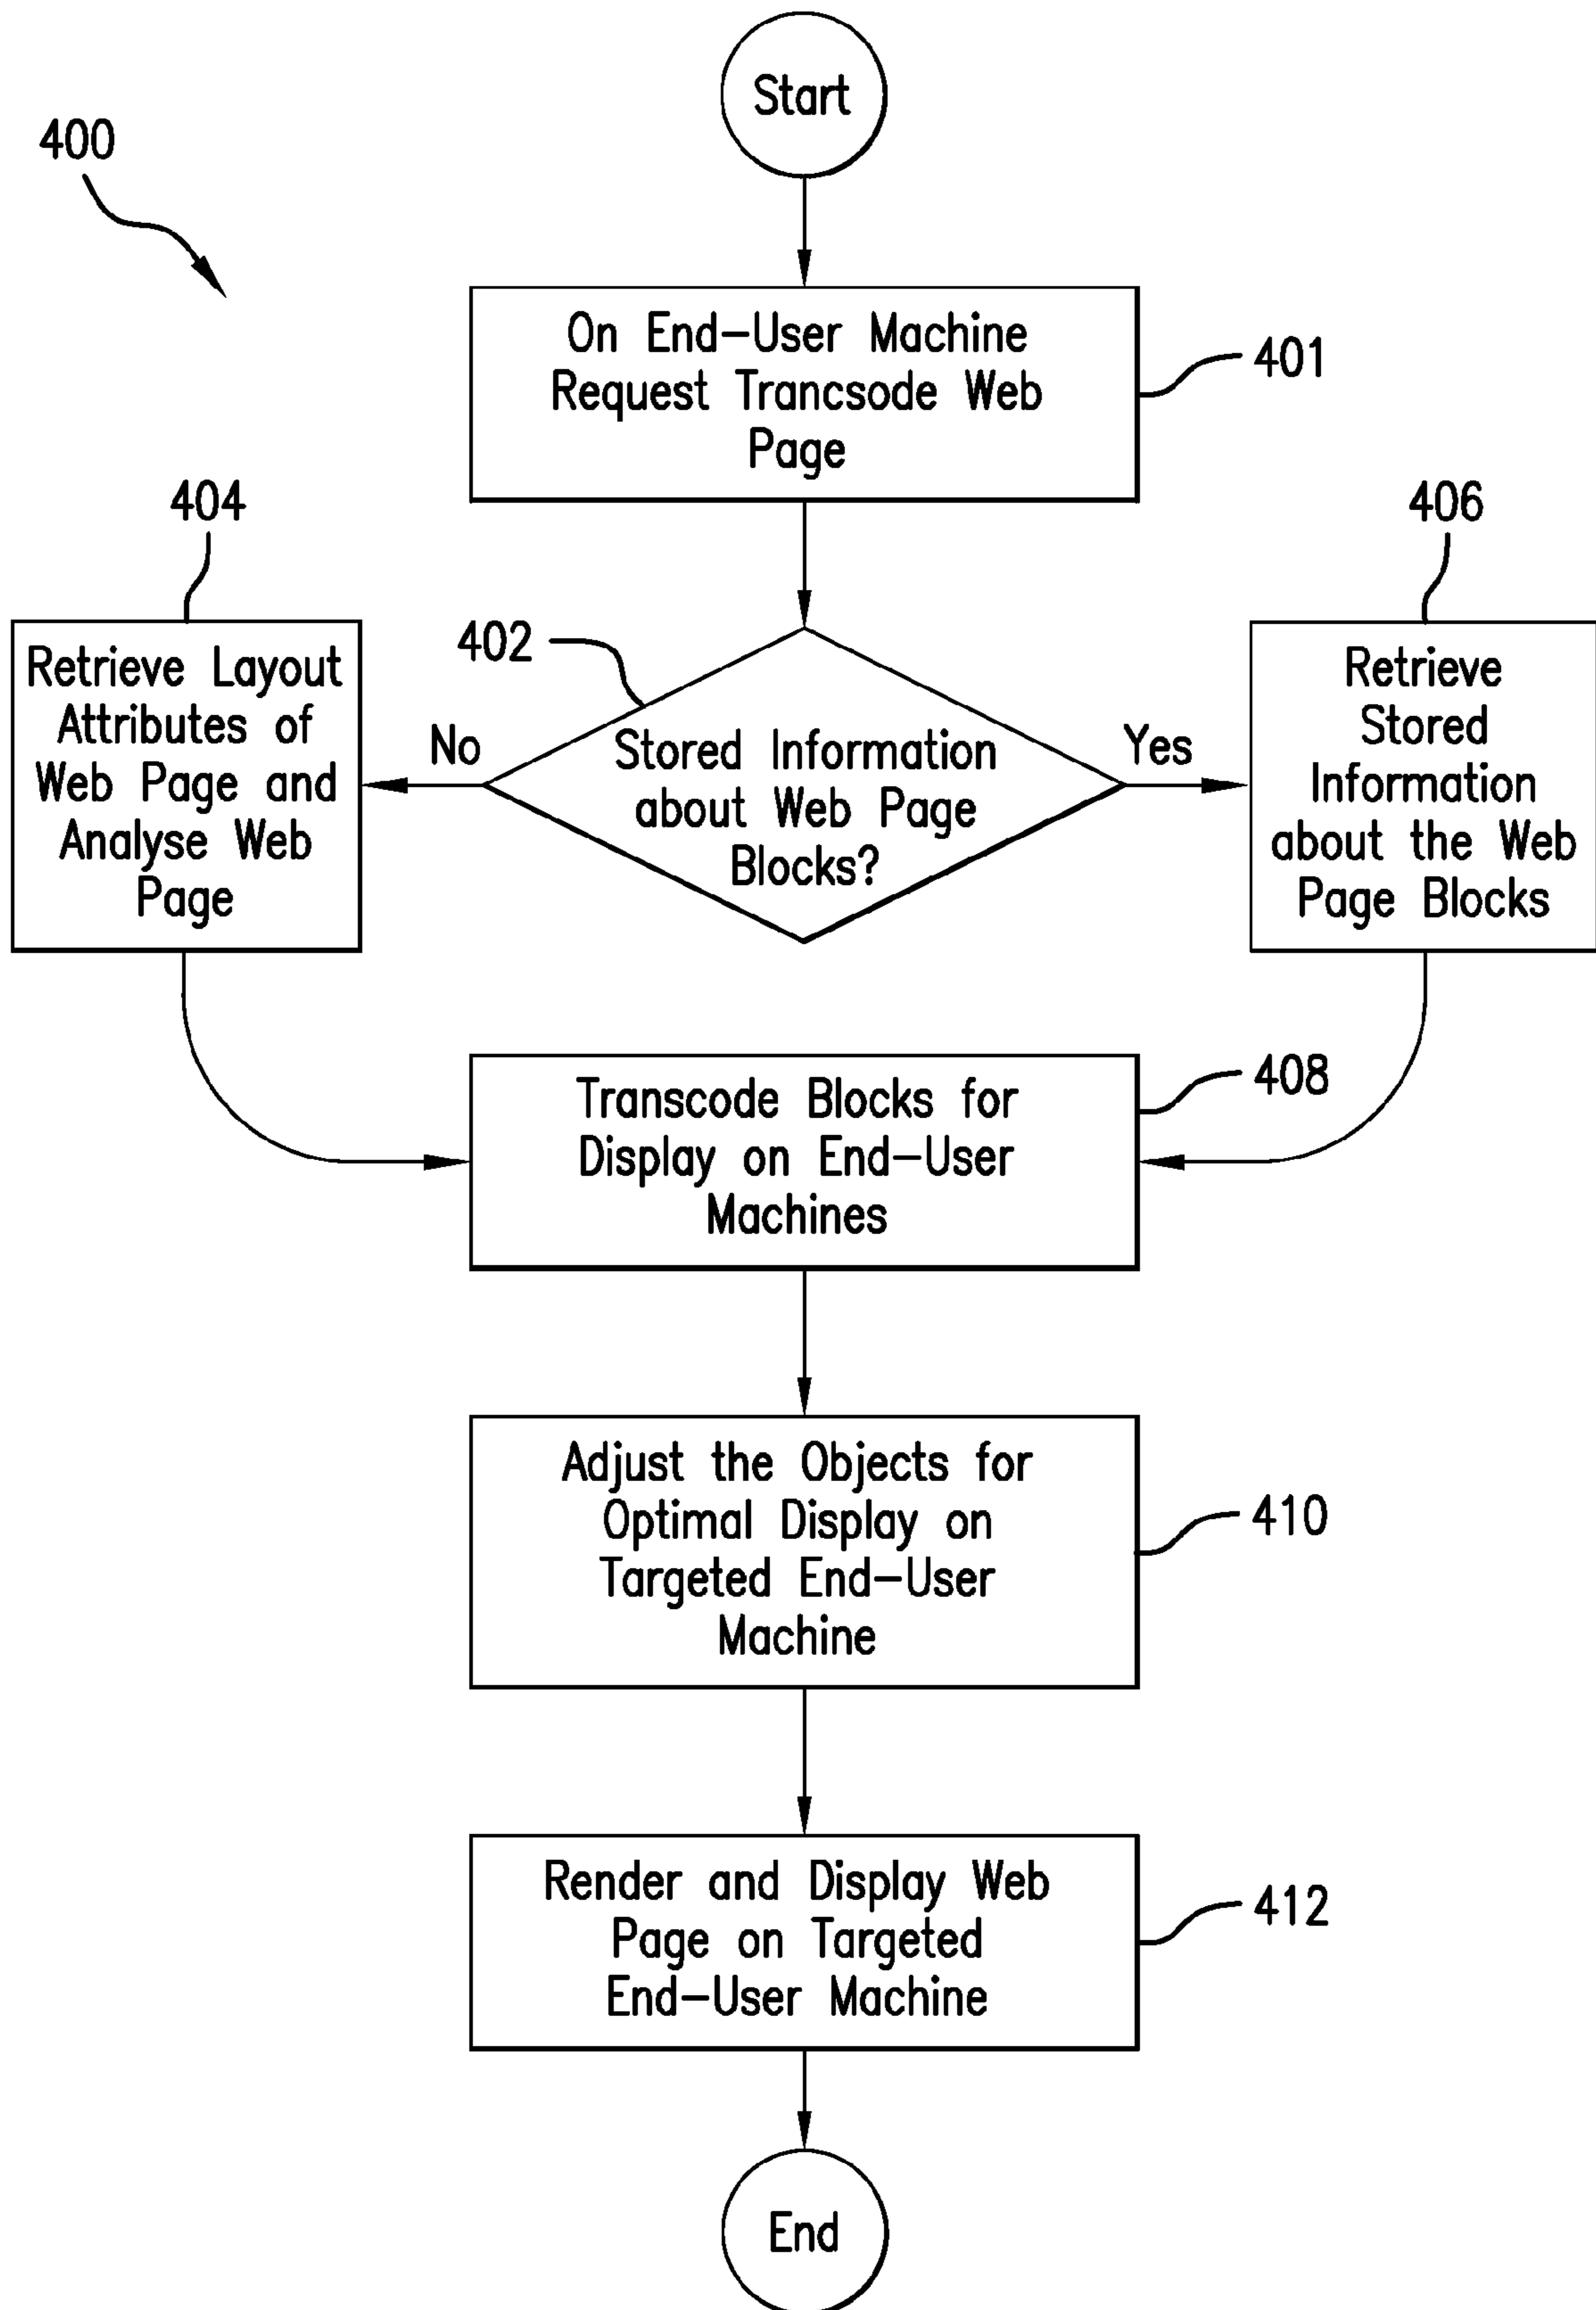 Start
400
On End-User Machine
Request Trancsode Web
Page
401
404
406
402
Retrieve Layout
Attributes of
Web Page and
Analyse Web
Page
No
Stored Information
about Web Page
Blocks?
Yes
Retrieve
Stored
Information
about the Web
Page Blocks
Transcode Blocks for
Display on End-User
Machines
408
Adjust the Objects for
Optimal Display on
Targeted End-User
Machine
410
Render and Display Web
Page on Targeted
End-User Machine
412
End